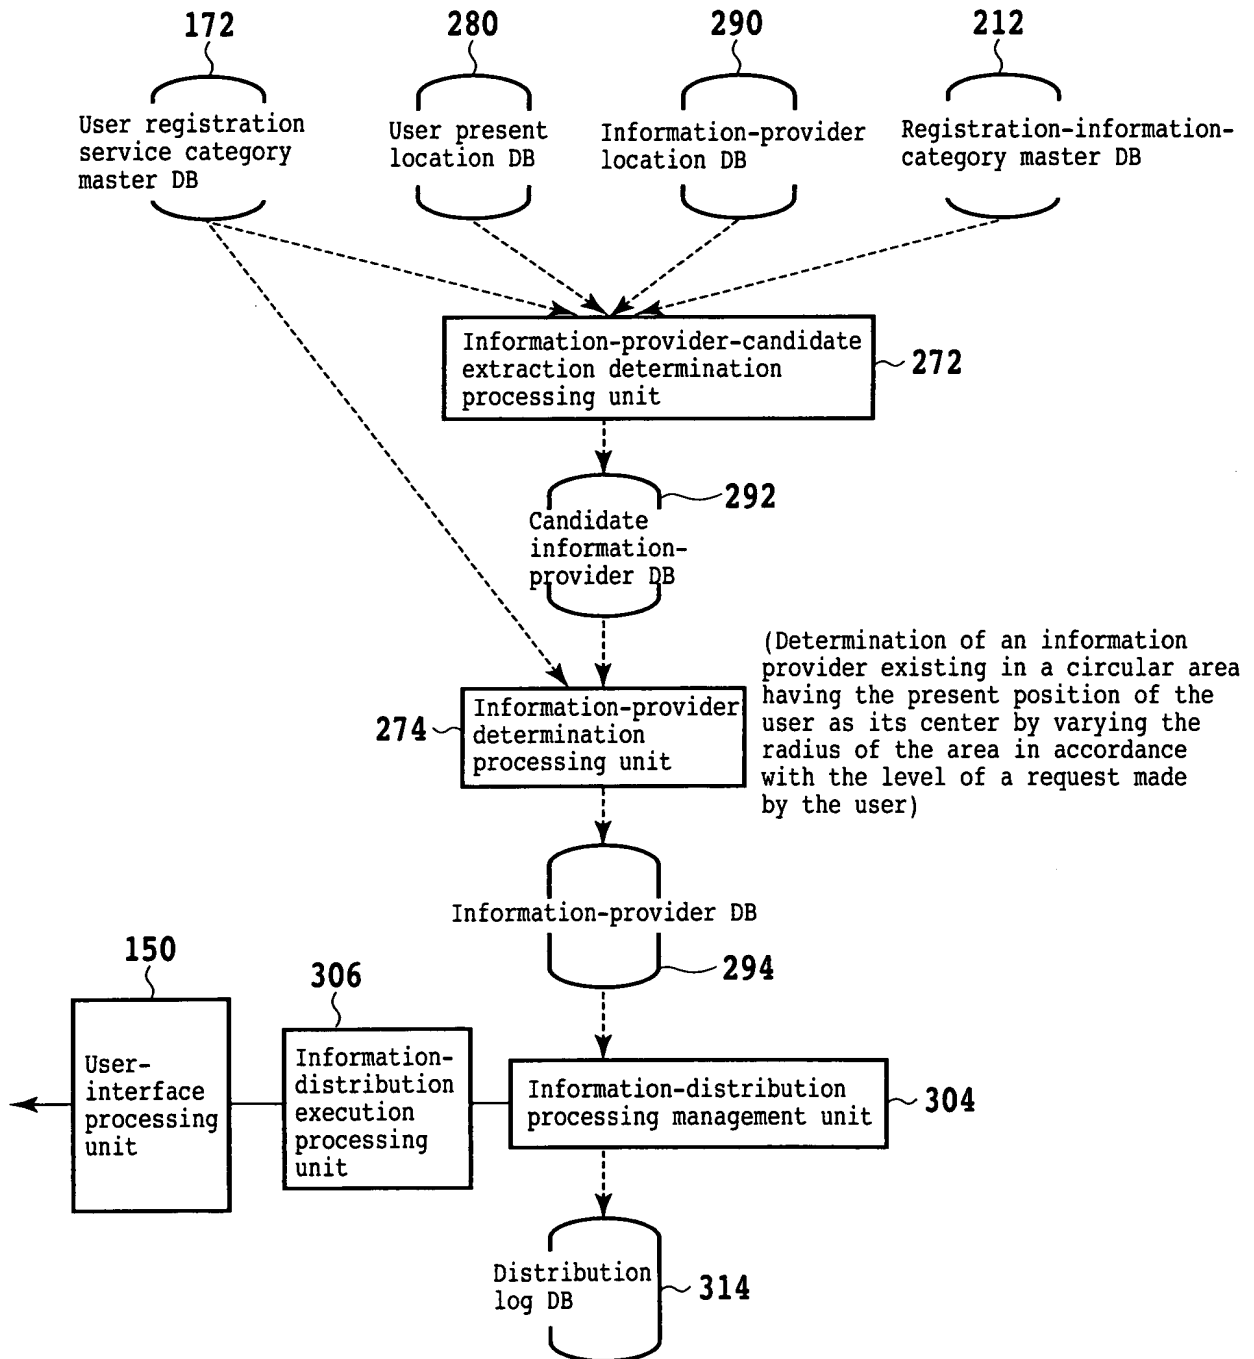 172
280
290
212
User registration
service category
master DB
User present
location DB
Information-provider
location DB
Registration-information-
category master DB
Information-provider-candidate
extraction determination
processing unit
272
292
Candidate
information-
provider DB
(Determination of an information
provider existing in a circular area
having the present position of the
user as its center by varying the
radius of the area in accordance
with the level of a request made
by the user)
274
Information-provider
determination
processing unit
Information-provider DB
294
150
306
User-
interface
processing
unit
Information-
distribution
execution
processing
unit
Information-distribution
processing management unit
304
Distribution
log DB
314